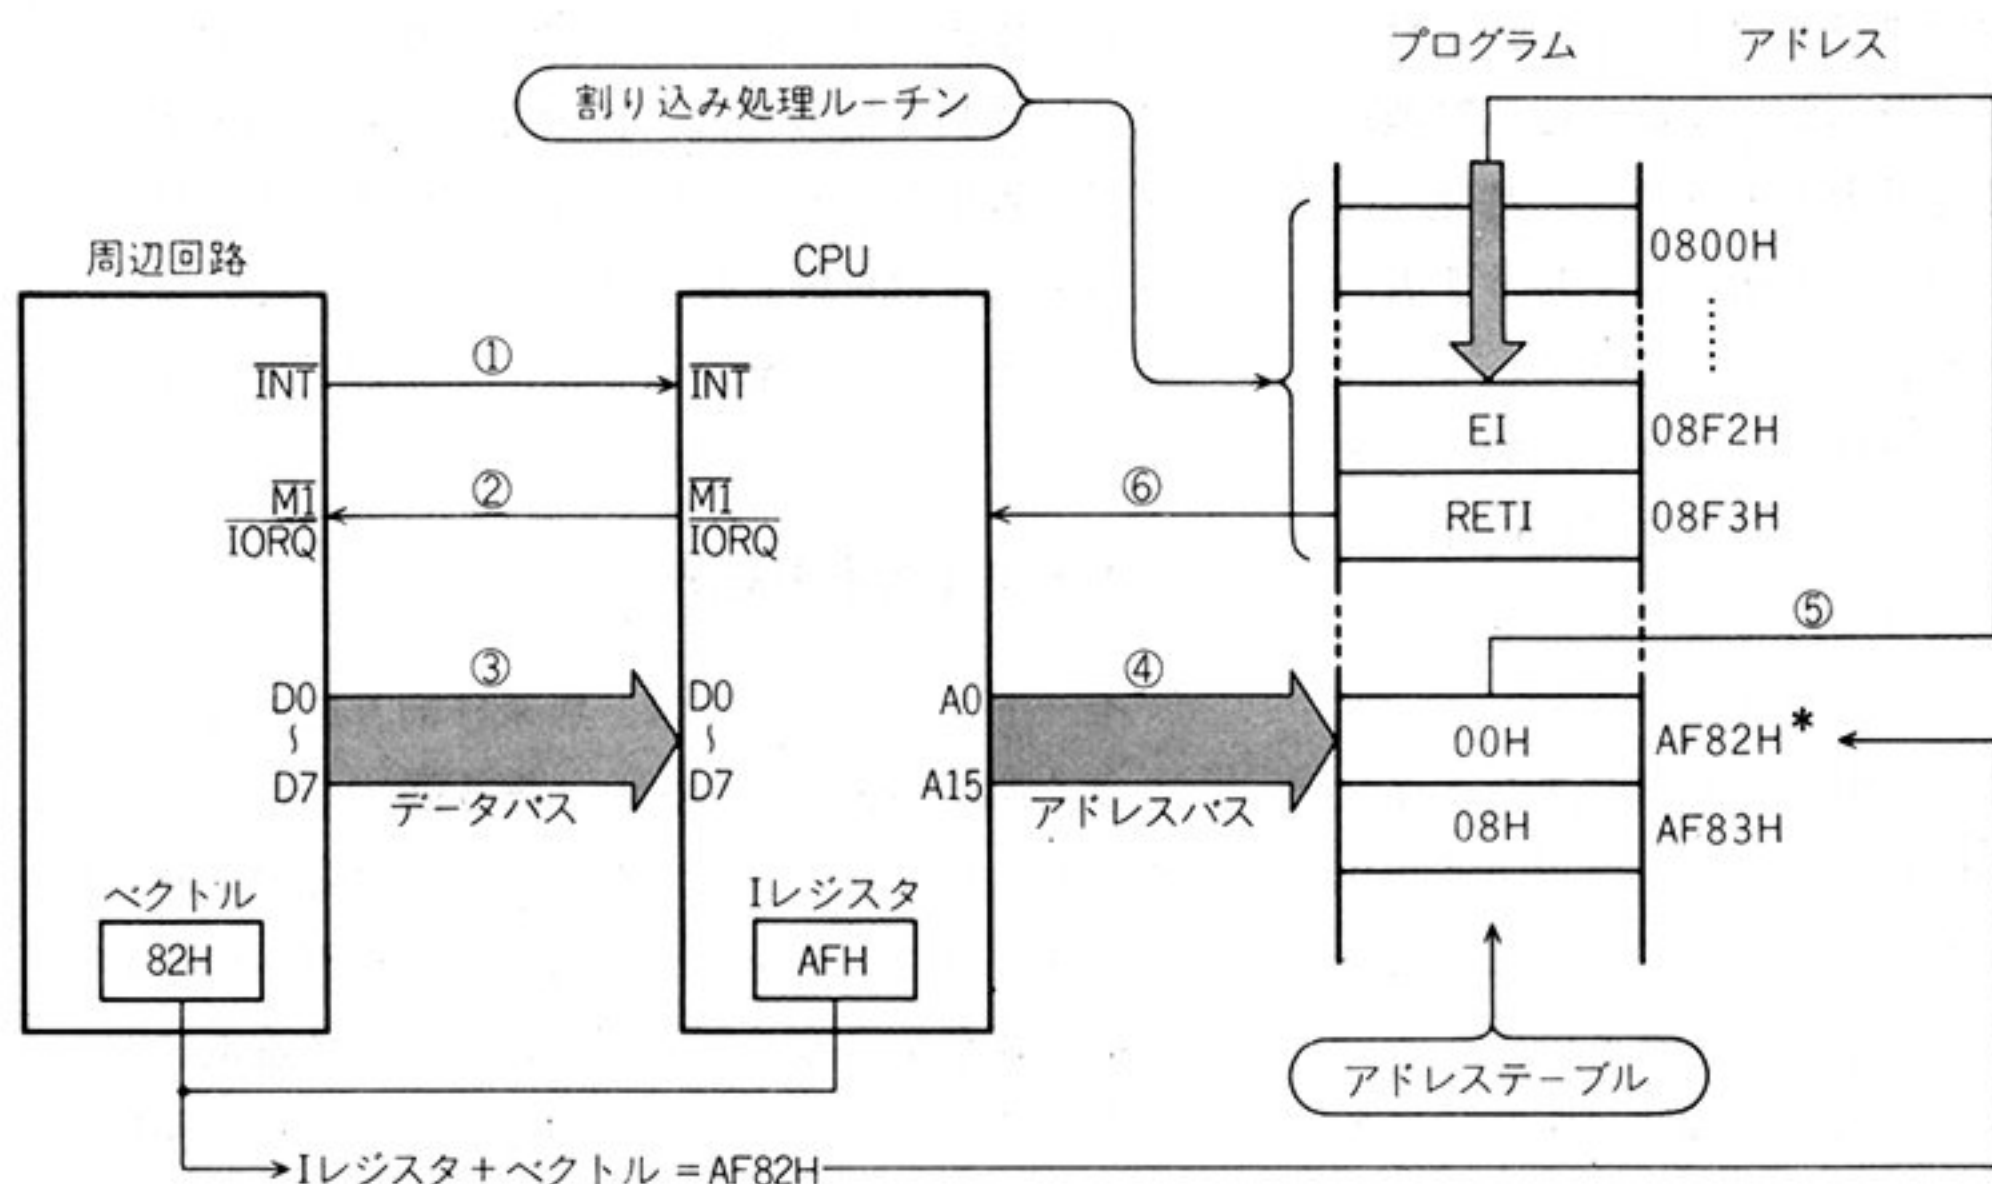 プログラム
アドレス
割り込み処理ルーチン
0800H
周辺回路
CPU
①
INT
INT
EI
08F2H
②
MI
MI
⑥
RETI
08F3H
IORQ
IORQ
⑤
③
④
D0
D0
A0
〜
〜
00H
AF82H*
D7
D7
A15
データバス
アドレスバス
08H
AF83H
ベクトル
Iレジスタ
82H
AFH
アドレステーブル
Iレジスタ+ベクトル=AF82H